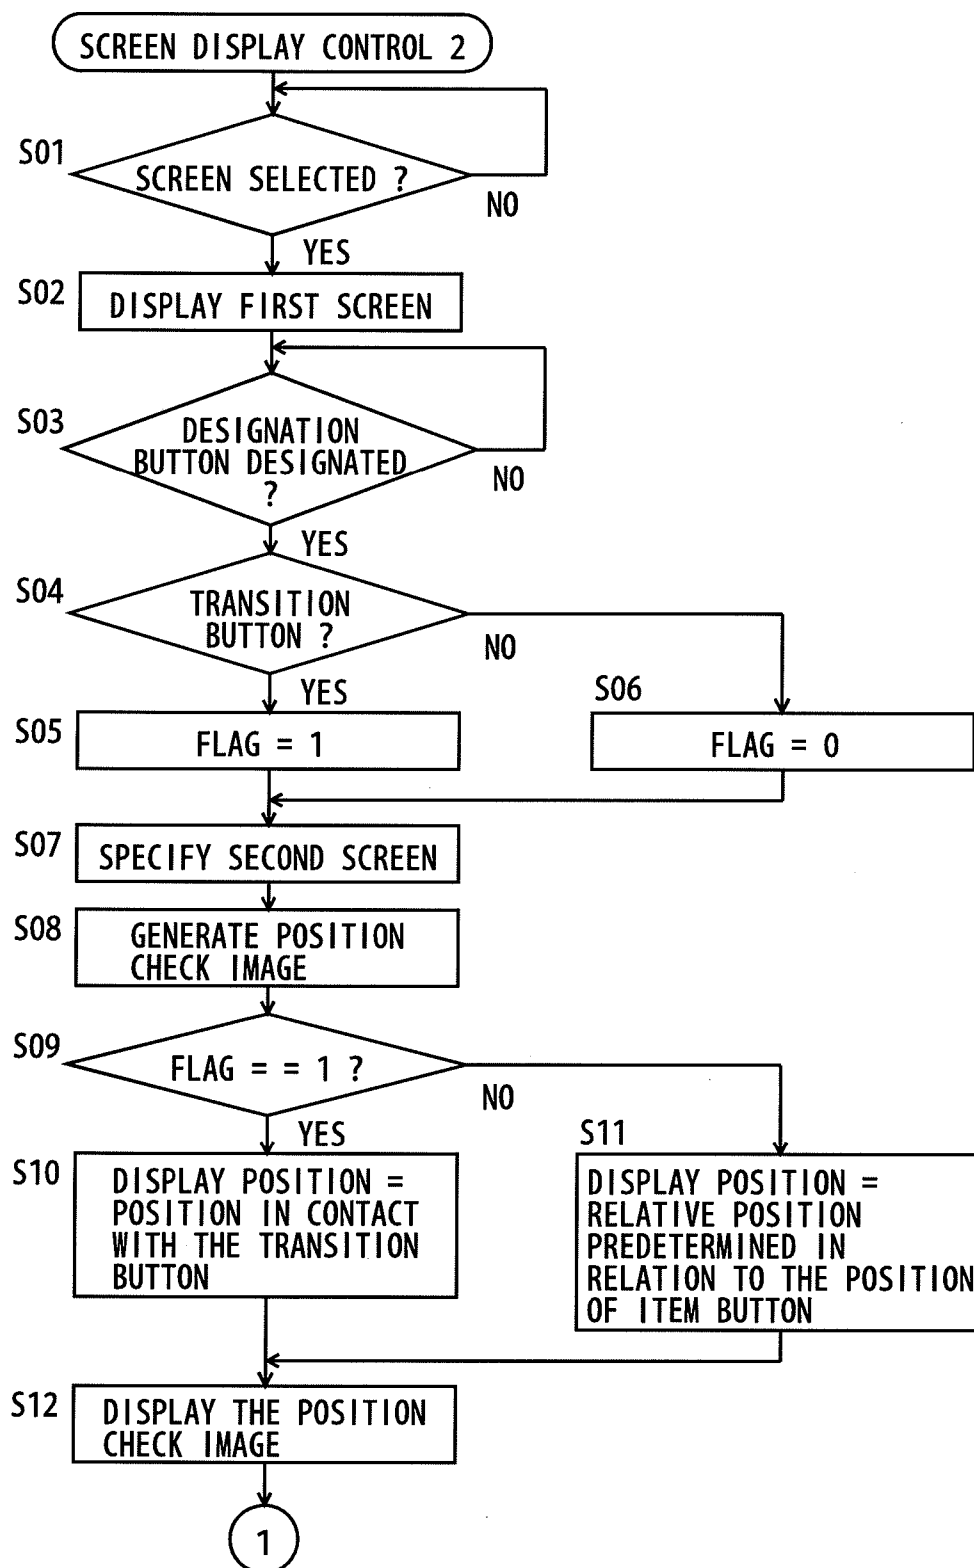 SCREEN DISPLAY CONTROL 2
S01
SCREEN SELECTED ?
NO
YES
S02
DISPLAY FIRST SCREEN
S03
DESIGNATION
BUTTON DESIGNATED
?
NO
YES
S04
TRANSITION
BUTTON ?
NO
YES
S05
FLAG = 1
S06
FLAG = 0
S07
SPECIFY SECOND SCREEN
S08
GENERATE POSITION
CHECK IMAGE
S09
FLAG = = 1 ?
NO
YES
S10
DISPLAY POSITION =
POSITION IN CONTACT
WITH THE TRANSITION
BUTTON
S11
DISPLAY POSITION =
RELATIVE POSITION
PREDETERMINED IN
RELATION TO THE POSITION
OF ITEM BUTTON
S12
DISPLAY THE POSITION
CHECK IMAGE
1